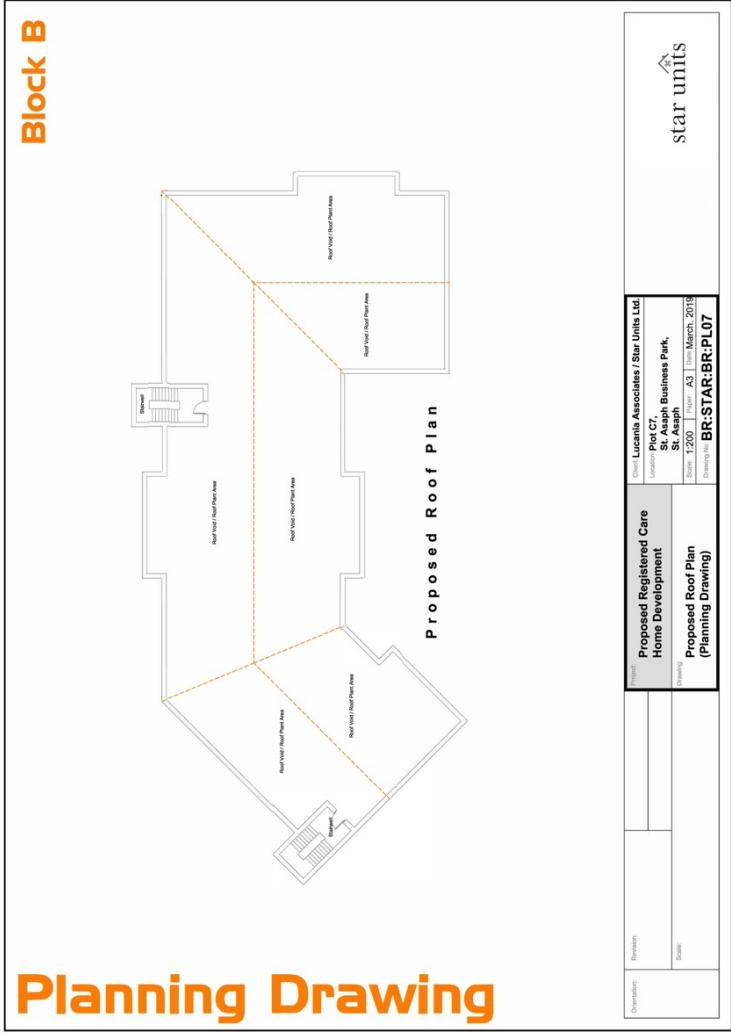 Block B
Stairwell
Roof Void / Roof Plant Area
Roof Void / Roof Plant Area
Roof Void / Roof Plant Area
Roof Void / Roof Plant Area
Roof Void / Roof Plant Area
Roof Void / Roof Plant Area
Stairwell
Proposed Roof Plan
Planning Drawing
Orientation:
Revision:
Scale:
Project:
Proposed Registered Care
Home Development
Drawing:
Proposed Roof Plan
(Planning Drawing)
Client: Lucania Associates / Star Units Ltd.
Location: Plot C7,
St. Asaph Business Park,
St. Asaph
Scale: 1:200 Paper: A3 Date: March. 2019
Drawing No: BR:STAR:BR:PL07
star units